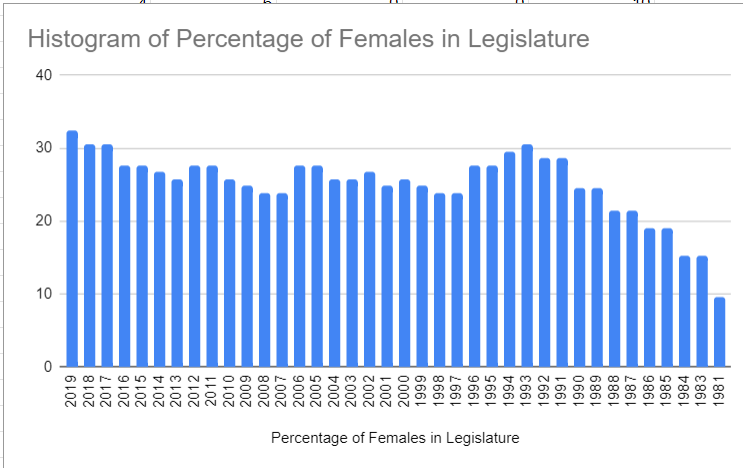 Histogram of Percentage of Females in Legislature
40
30
20
10
0
2019 2018 2017 2016 2015 2014 2013 2012 2011 2010 2009 2008 2007 2006 2005 2004 2003 2002 2001 2000 1999 1998 1997 1996 1995 1994 1993 1992 1991 1990 1989 1988 1987 1986 1985 1984 1983 1981
Percentage of Females in Legislature